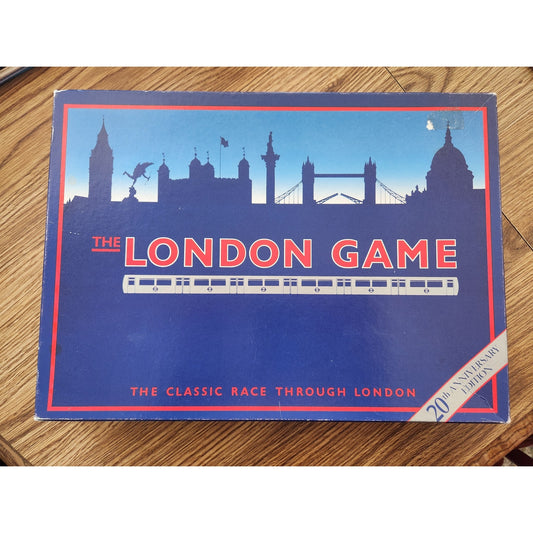 THE LONDON GAME
THE CLASSIC RACE THROUGH LONDON
20th ANNIVERSARY
EDITION